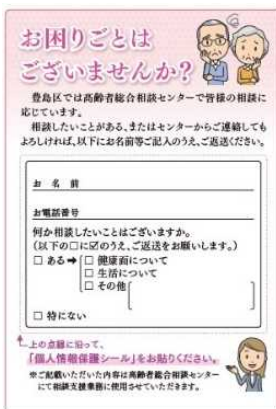 お困りごとは
ございませんか?
豊島区では高齢者総合相談センターで皆様の相談に
応じています。
相談したいことがある、またはセンターからご連絡しても
よろしければ、以下にお名前等ご記入のうえ、ご返送ください。
お名前
お電話番号
何か相談したいことはございますか。
(以下の□に☑のうえ、ご返送をお願いします。)
□ ある➡ □ 健康面について
□ 生活について
□ その他[ ]
□ 特にない
上の点線に沿って、
「個人情報保護シール」をお貼りください。
※ご記載いただいた内容は高齢者総合相談センター
にて相談支援業務に使用させていただきます。